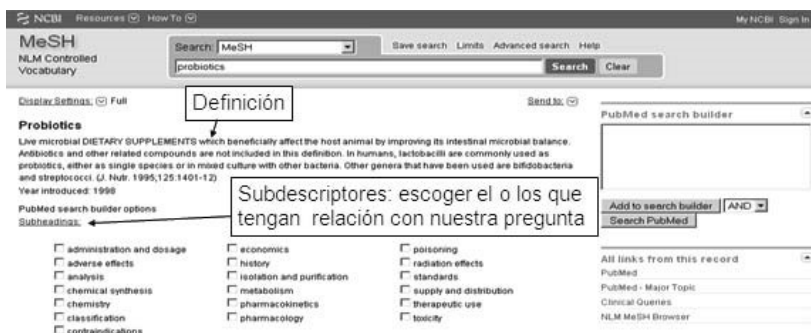 NCBI Resources How To My NCBI Sign In
MeSH
NLM Controlled
Vocabulary
Search: MeSH
Save search Limits Advanced search Help
probiotics
Search Clear
Display Settings: Full
Send to:
Definición
Probiotics
Live microbial DIETARY SUPPLEMENTS which beneficially affect the host animal by improving its intestinal microbial balance.
Antibiotics and other related compounds are not included in this definition. In humans, lactobacilli are commonly used as
probiotics, either as single species or in mixed culture with other bacteria. Other genera that have been used are bifidobacteria
and streptococci. (J. Nutr. 1995;125:1401-12)
Year introduced: 1998
PubMed search builder options
Subheadings:
Subdescriptores: escoger el o los que
tengan relación con nuestra pregunta
administration and dosage
adverse effects
analysis
chemical synthesis
chemistry
classification
contraindications
economics
history
isolation and purification
metabolism
pharmacokinetics
pharmacology
poisoning
radiation effects
standards
supply and distribution
therapeutic use
toxicity
PubMed search builder
Add to search builder AND
Search PubMed
All links from this record
PubMed
PubMed - Major Topic
Clinical Queries
NLM MeSH Browser